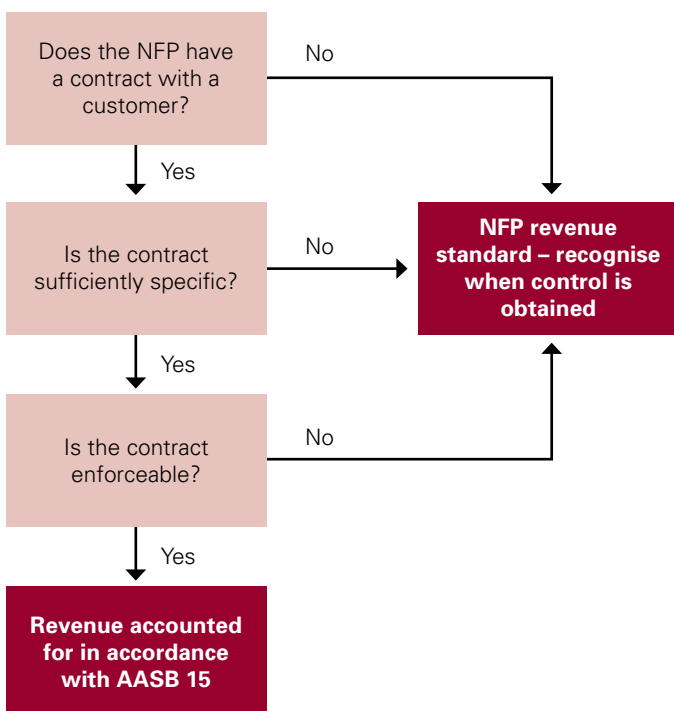 Does the NFP have
a contract with a
customer?
No
Yes
Is the contract
sufficiently specific?
No
NFP revenue
standard – recognise
when control is
obtained
Yes
Is the contract
enforceable?
No
Yes
Revenue accounted
for in accordance
with AASB 15